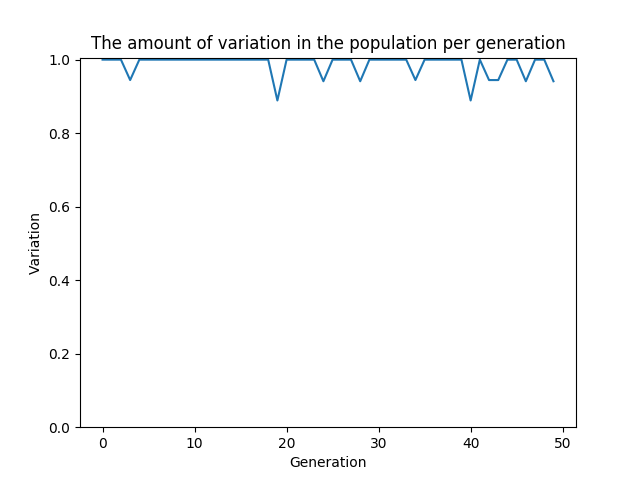 The amount of variation in the population per generation
1.0
0.8
0.6
0.4
0.2
0.0
Variation
0 10 20 30 40 50
Generation